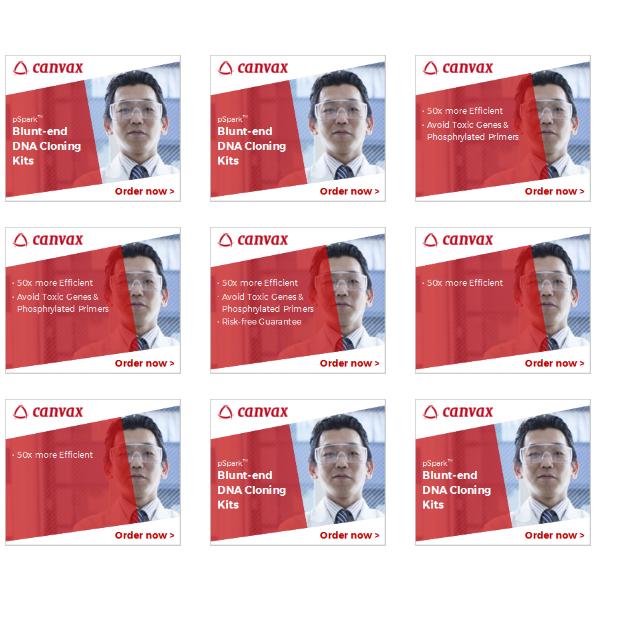 canvax
pSpark™
Blunt-end
DNA Cloning
Kits
Order now >
canvax
pSpark™
Blunt-end
DNA Cloning
Kits
Order now >
canvax
· 50x more Efficient
· Avoid Toxic Genes &
Phosphrylated Primers
Order now >
canvax
· 50x more Efficient
· Avoid Toxic Genes &
Phosphrylated Primers
Order now >
canvax
· 50x more Efficient
· Avoid Toxic Genes &
Phosphrylated Primers
· Risk-free Guarantee
Order now >
canvax
· 50x more Efficient
Order now >
canvax
· 50x more Efficient
Order now >
canvax
pSpark™
Blunt-end
DNA Cloning
Kits
Order now >
canvax
pSpark™
Blunt-end
DNA Cloning
Kits
Order now >